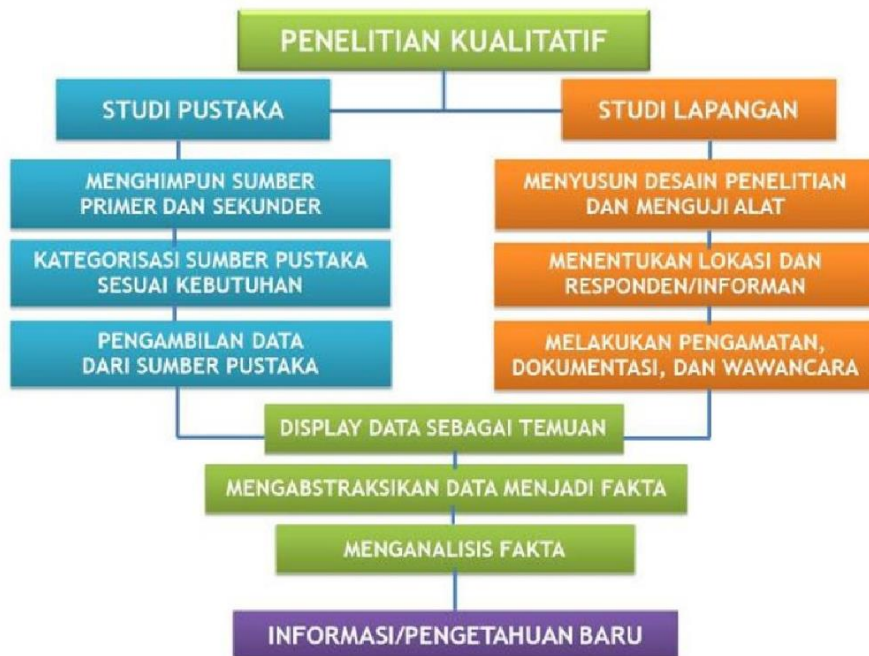 PENELITIAN KUALITATIF
STUDI PUSTAKA
STUDI LAPANGAN
MENGHIMPUN SUMBER
PRIMER DAN SEKUNDER
MENYUSUN DESAIN PENELITIAN
DAN MENGUJI ALAT
KATEGORISASI SUMBER PUSTAKA
SESUAI KEBUTUHAN
MENENTUKAN LOKASI DAN
RESPONDEN/INFORMAN
PENGAMBILAN DATA
DARI SUMBER PUSTAKA
MELAKUKAN PENGAMATAN,
DOKUMENTASI, DAN WAWANCARA
DISPLAY DATA SEBAGAI TEMUAN
MENGABSTRAKSIKAN DATA MENJADI FAKTA
MENGANALISIS FAKTA
INFORMASI/PENGETAHUAN BARU